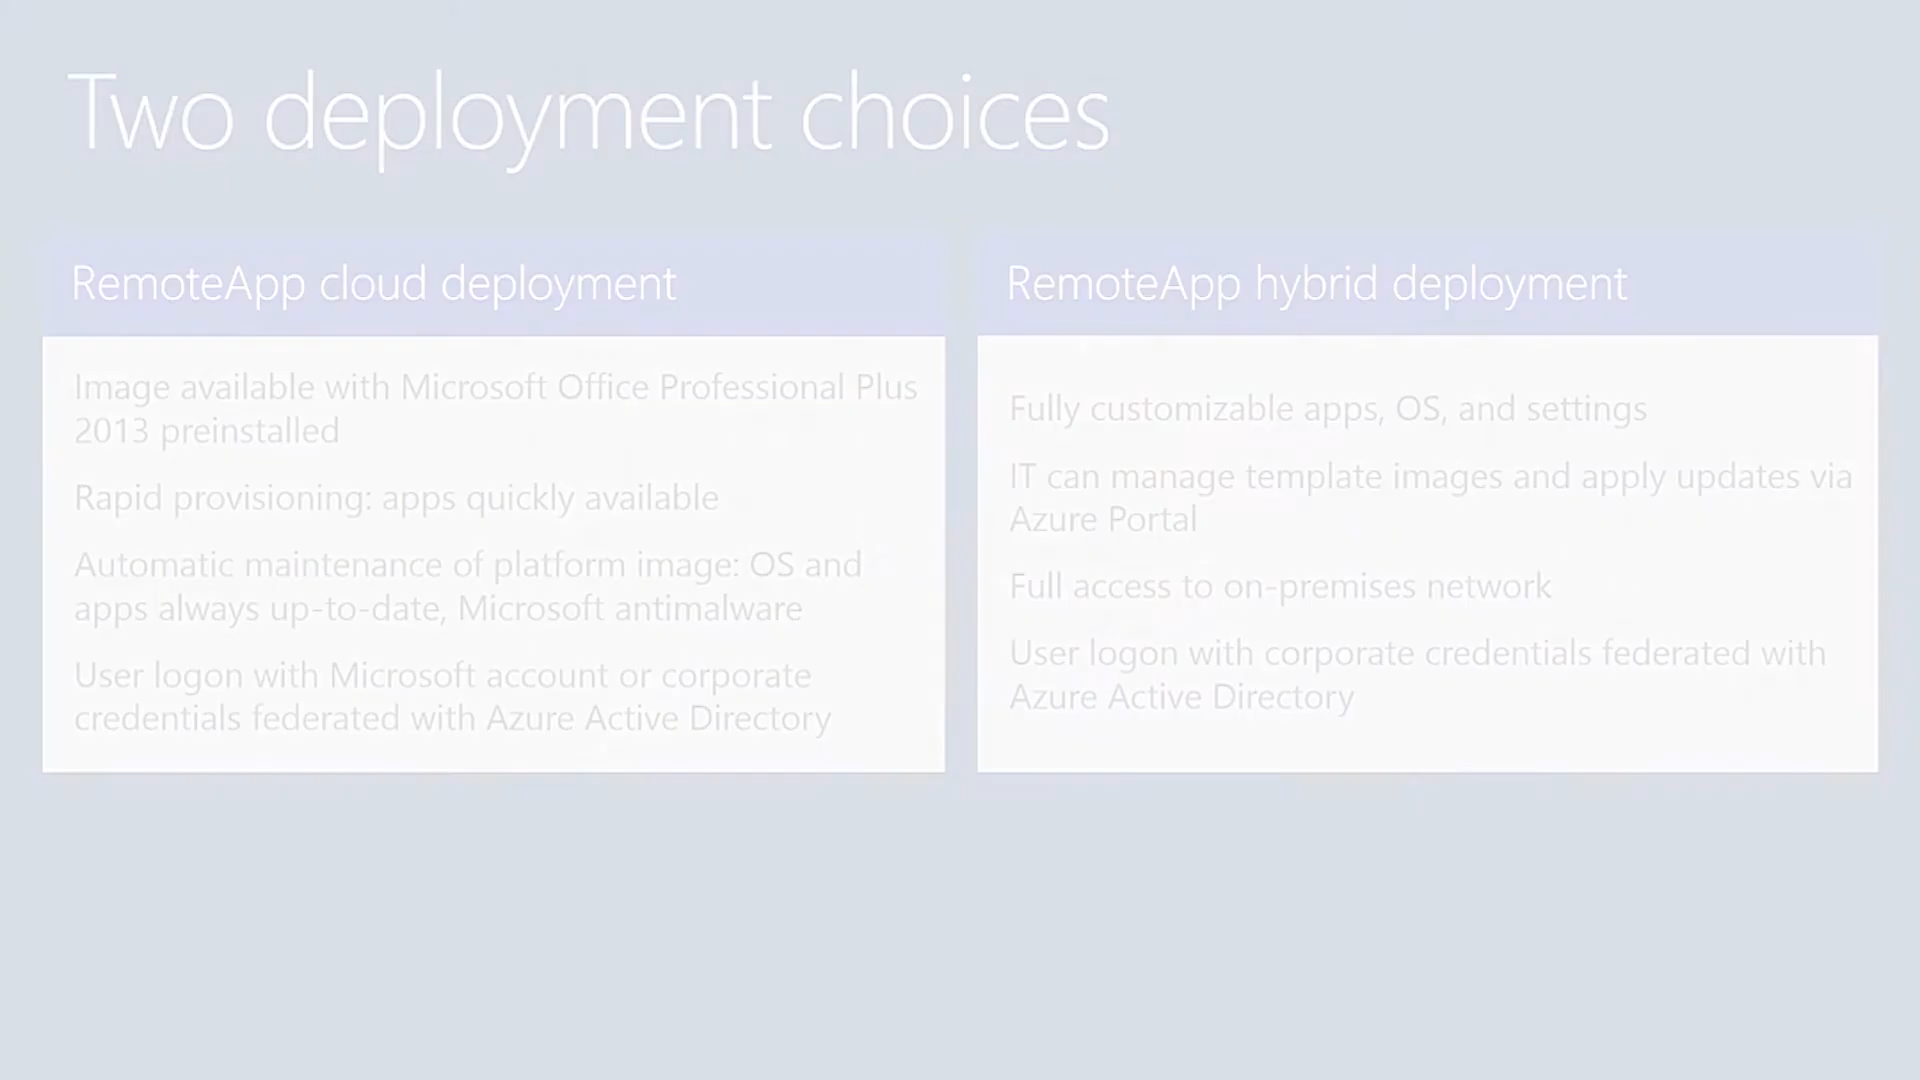 Two deployment choices
RemoteApp cloud deployment
Image available with Microsoft Office Professional Plus
2013 preinstalled
Rapid provisioning: apps quickly available
Automatic maintenance of platform image: OS and
apps always up-to-date, Microsoft antimalware
User logon with Microsoft account or corporate
credentials federated with Azure Active Directory
RemoteApp hybrid deployment
Fully customizable apps, OS, and settings
IT can manage template images and apply updates via
Azure Portal
Full access to on-premises network
User logon with corporate credentials federated with
Azure Active Directory